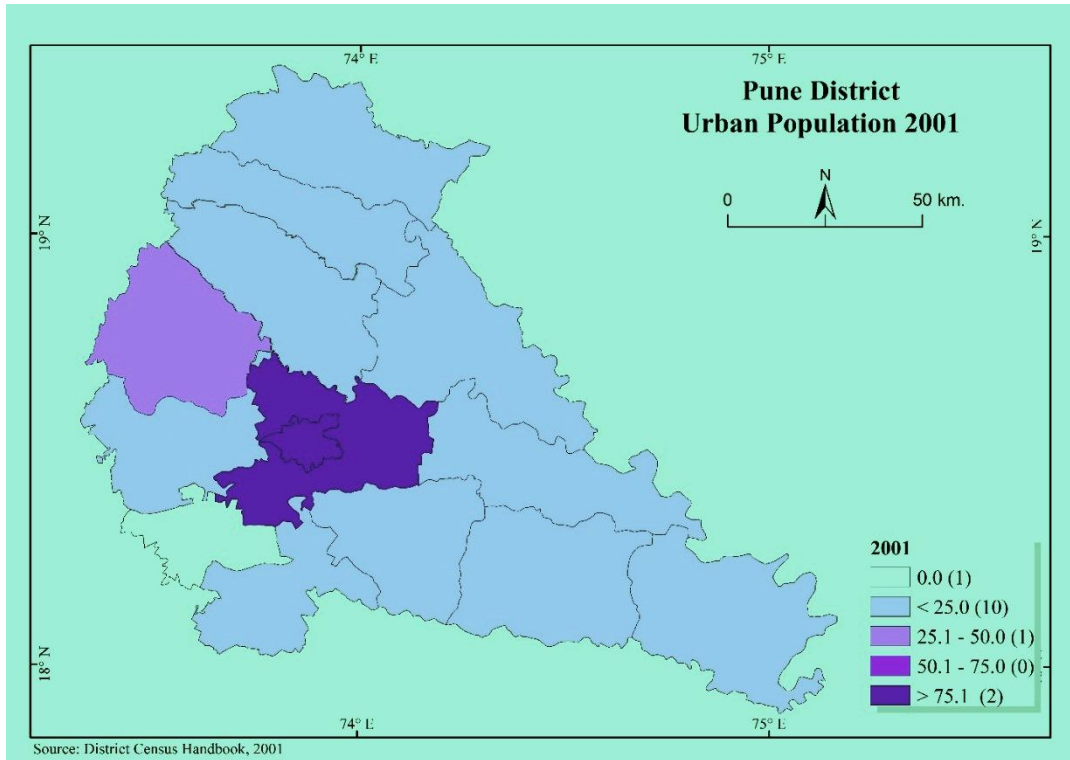 74° E 75° E
Pune District
Urban Population 2001
N
0 50 km.
19° N 19° N
2001
0.0 (1)
< 25.0 (10)
25.1 - 50.0 (1)
50.1 - 75.0 (0)
> 75.1 (2)
18° N
74° E 75° E
Source: District Census Handbook, 2001